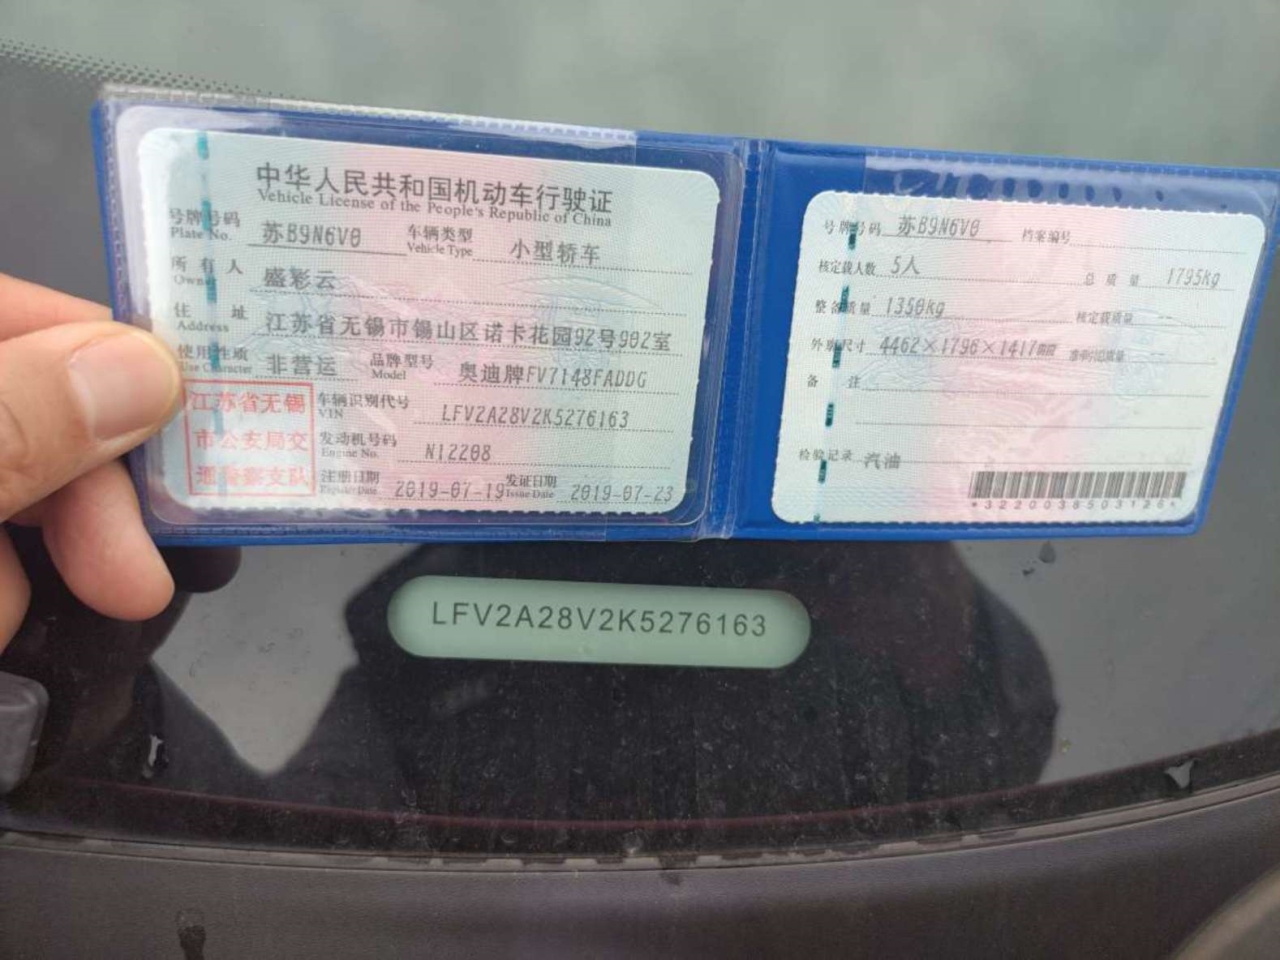 中华人民共和国机动车行驶证
Vehicle License of the People's Republic of China
号牌号码 苏B9N6V0 车辆类型 小型轿车
Plate No. Vehicle Type
所有人 盛彩云
Owner
住址 江苏省无锡市锡山区诺卡花园92号902室
Address
使用性质 非营运 品牌型号 奥迪牌FV7148FADDG
Use Character Model
江苏省无锡
市公安局交
通警察支队
车辆识别代号 LFV2A28V2K5276163
VIN
发动机号码 N12208
Engine No.
注册日期 2019-07-19 发证日期 2019-07-23
Register Date Issue Date
号牌号码 苏B9N6V0 档案编号
核定载人数 5人 总质量 1795kg
整备质量 1350kg 核定载质量 --
外廓尺寸 4462×1796×1417mm 准牵引总质量 --
备注
检验记录 汽油
*3220038503126*
LFV2A28V2K5276163